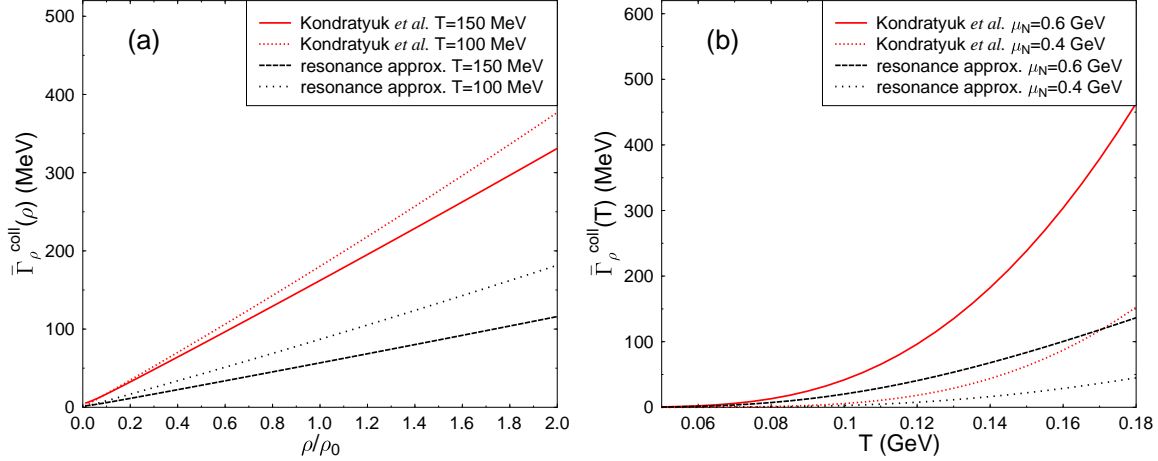 (a)
Kondratyuk et al. T=150 MeV
Kondratyuk et al. T=100 MeV
resonance approx. T=150 MeV
resonance approx. T=100 MeV
500
400
300
200
100
0
Γ̄ρ^coll(ρ) (MeV)
0.0 0.2 0.4 0.6 0.8 1.0 1.2 1.4 1.6 1.8 2.0
ρ/ρ₀
(b)
Kondratyuk et al. μN=0.6 GeV
Kondratyuk et al. μN=0.4 GeV
resonance approx. μN=0.6 GeV
resonance approx. μN=0.4 GeV
600
500
400
300
200
100
0
Γ̄ρ^coll(T) (MeV)
0.06 0.08 0.1 0.12 0.14 0.16 0.18
T (GeV)